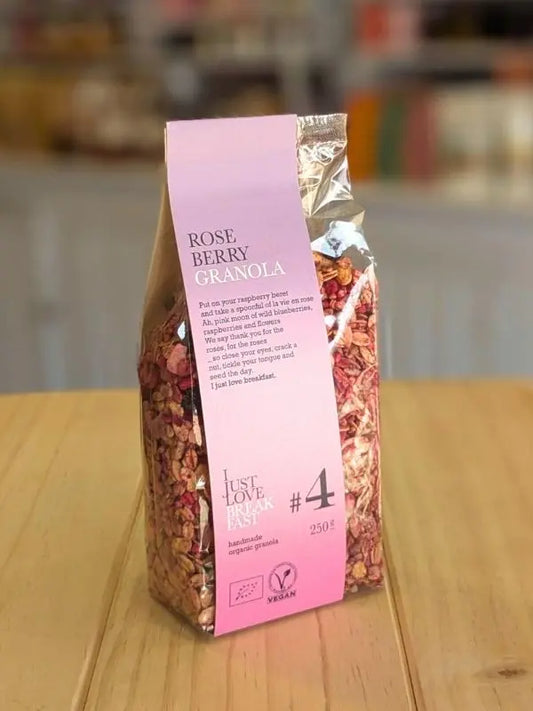 ROSE
BERRY
GRANOLA
Put on your raspberry beret
and take a spoonful of la vie on rose
Ah, pink moon of wild blueberries,
raspberries and flowers
We say thank you for the
roses, for the roses
...so close your eyes, crack a
nut, tickle your tongue and
seed the day.
I just love breakfast.
I
JUST
LOVE
BREAK
FAST
#4
250g
handmade
organic granola
VEGAN